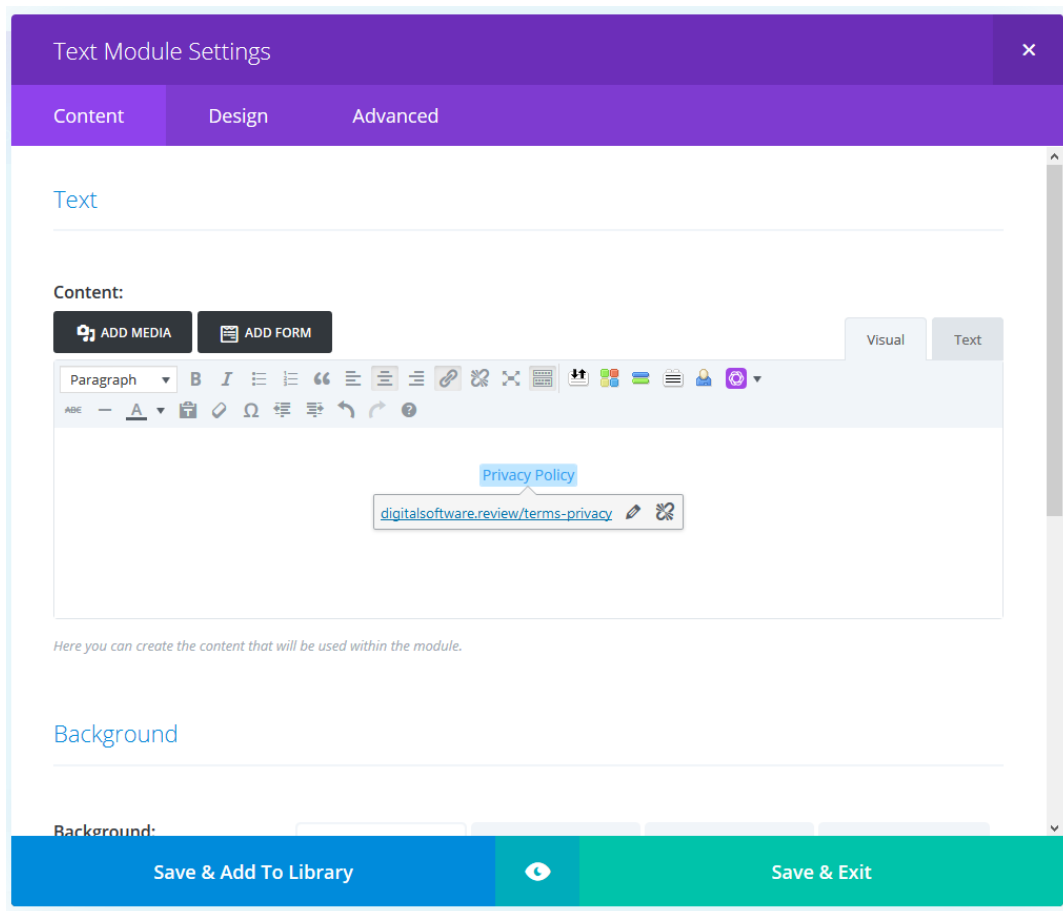 Text Module Settings
Content Design Advanced
Text
Content:
ADD MEDIA ADD FORM
Visual Text
Paragraph B I
ABC A
Privacy Policy
digitalsoftware.review/terms-privacy
Here you can create the content that will be used within the module.
Background
Background:
Save & Add To Library Save & Exit